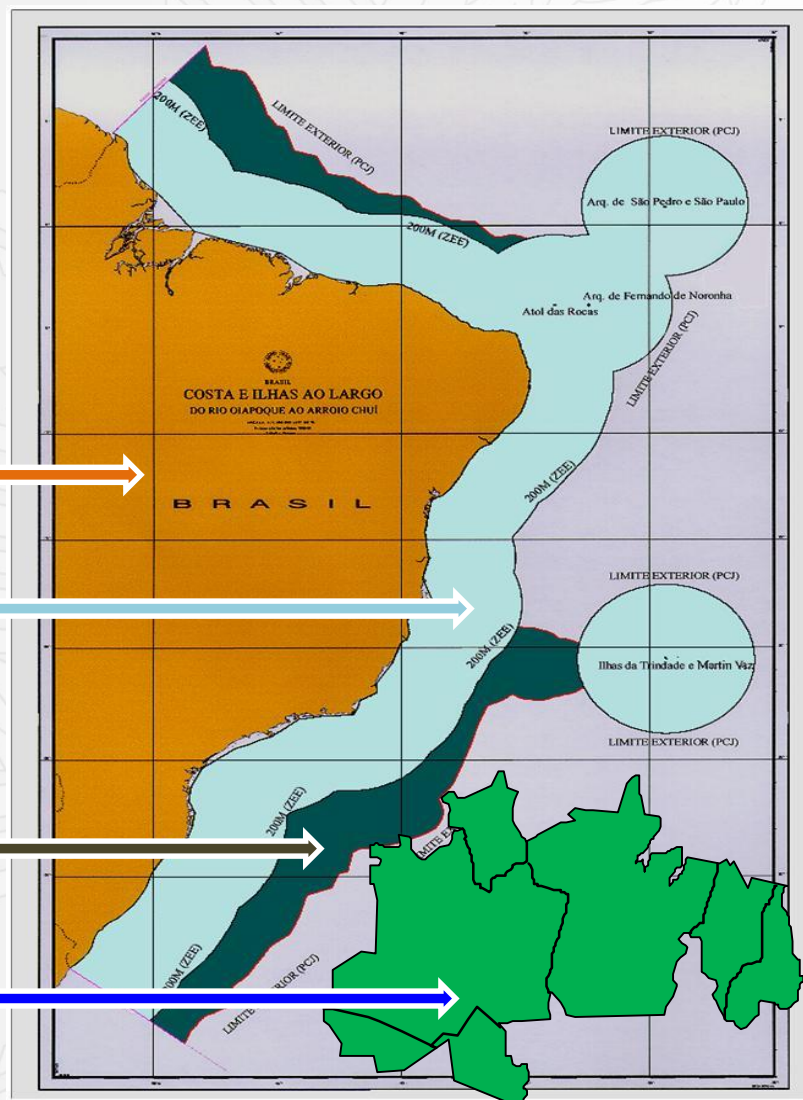 200M (ZEE)
LIMITE EXTERIOR (PCJ)
LIMITE EXTERIOR (PCJ)
Arq. de São Pedro e São Paulo
200M (ZEE)
Arq. de Fernando de Noronha
Atol das Rocas
LIMITE EXTERIOR (PCJ)
BRASIL
COSTA E ILHAS AO LARGO
DO RIO OIAPOQUE AO ARROIO CHUÍ
200M (ZEE)
BRASIL
LIMITE EXTERIOR (PCJ)
200M (ZEE)
Ilhas da Trindade e Martin Vaz
LIMITE EXTERIOR (PCJ)
200M (ZEE)
200M (ZEE)
LIMITE EXTERIOR (PCJ)